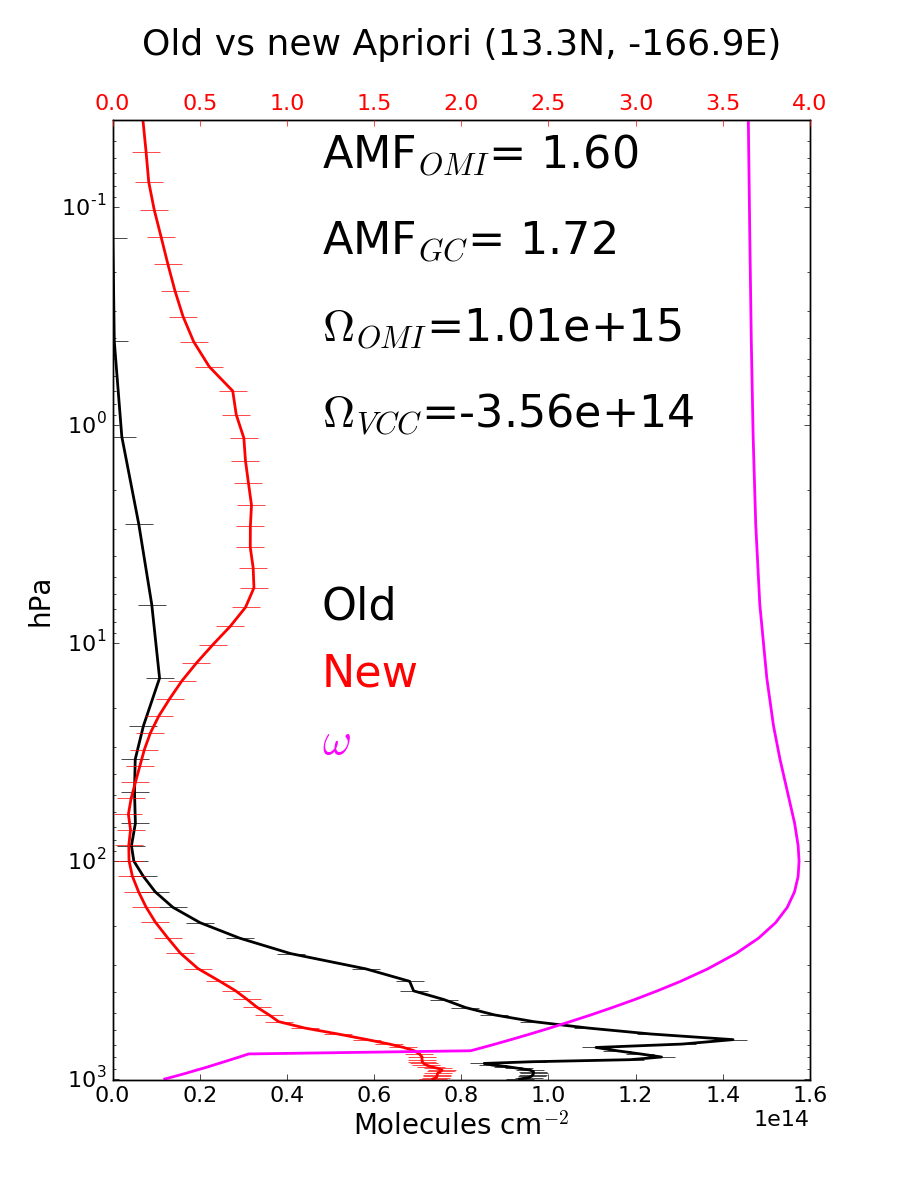 Old vs new Apriori (13.3N, -166.9E)
0.0 0.5 1.0 1.5 2.0 2.5 3.0 3.5 4.0
AMF_OMI= 1.60
10^-1
AMF_GC= 1.72
Ω_OMI=1.01e+15
Ω_VCC=-3.56e+14
10^0
hPa
Old
10^1
New
ω
10^2
10^3
0.0 0.2 0.4 0.6 0.8 1.0 1.2 1.4 1.6
Molecules cm^-2
1e14